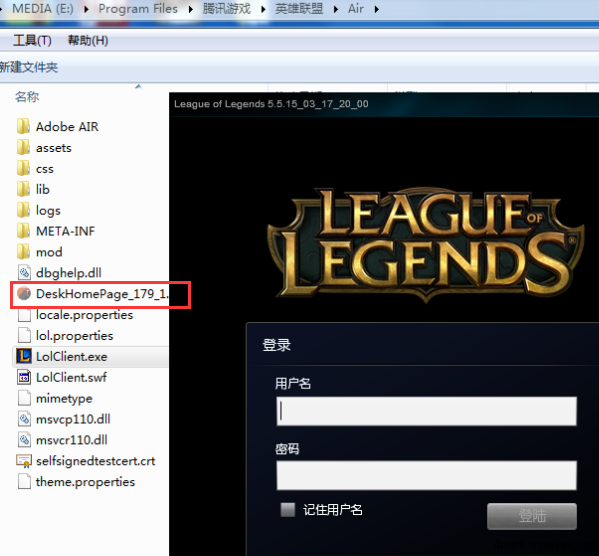 MEDIA (E:) Program Files 腾讯游戏 英雄联盟 Air
工具(T) 帮助(H)
新建文件夹
名称
Adobe AIR
assets
css
lib
logs
META-INF
mod
dbghelp.dll
DeskHomePage_179_1.
locale.properties
lol.properties
LolClient.exe
LolClient.swf
mimetype
msvcp110.dll
msvcr110.dll
selfsignedtestcert.crt
theme.properties
League of Legends 5.5.15_03_17_20_00
LEAGUE OF
LEGENDS
登录
用户名
密码
记住用户名
登陆